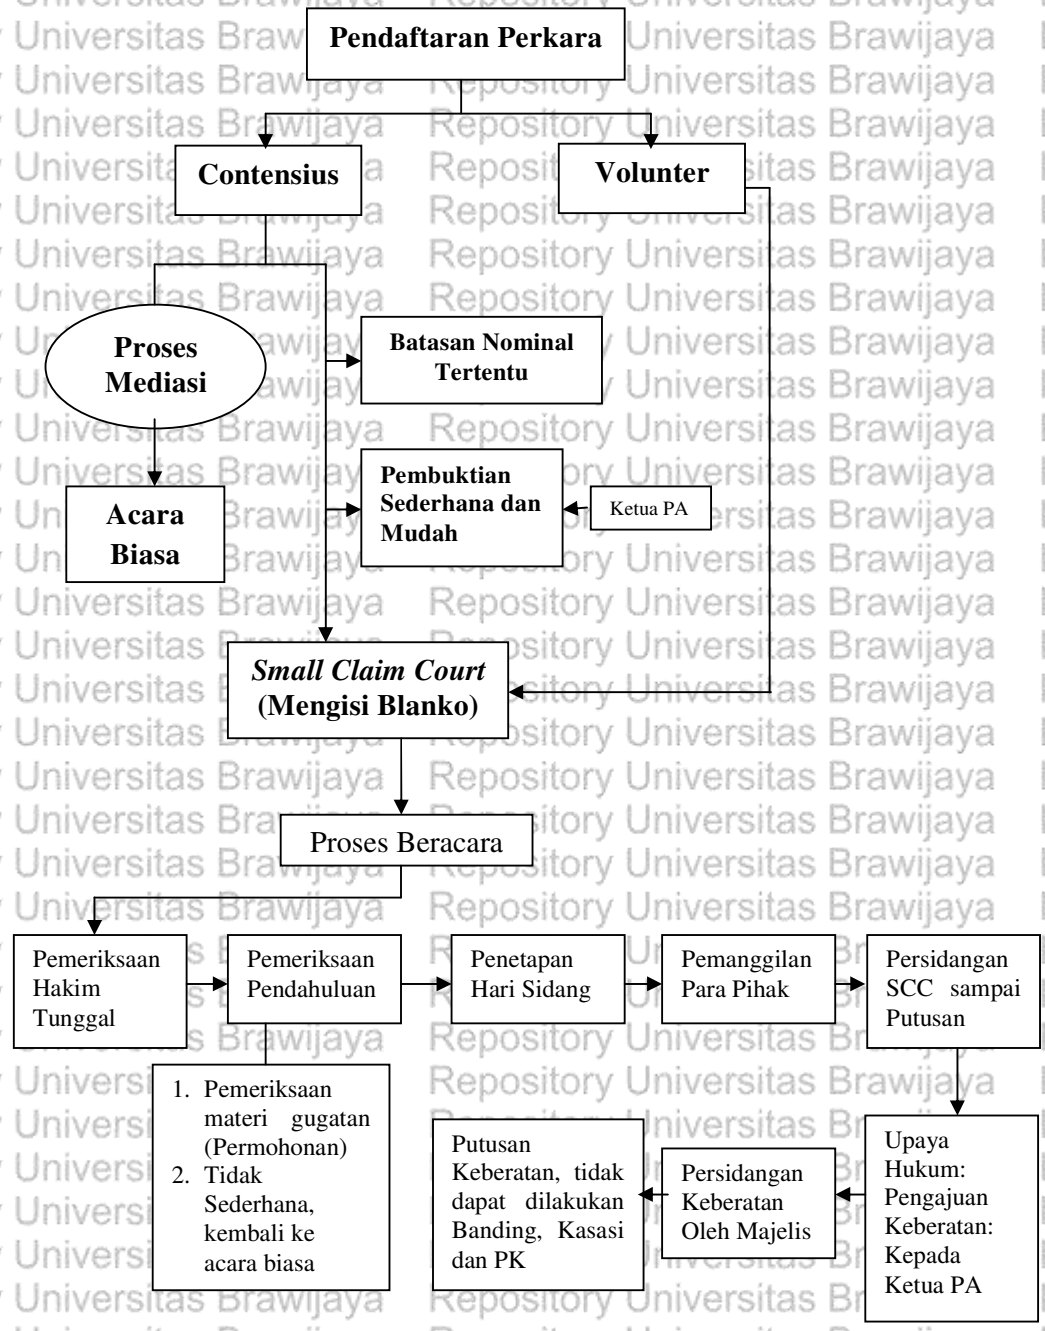 Pendaftaran Perkara
Contensius
Volunter
Proses
Mediasi
Batasan Nominal
Tertentu
Pembuktian
Sederhana dan
Mudah
Ketua PA
Acara
Biasa
Small Claim Court
(Mengisi Blanko)
Proses Beracara
Pemeriksaan
Hakim
Tunggal
Pemeriksaan
Pendahuluan
Penetapan
Hari Sidang
Pemanggilan
Para Pihak
Persidangan
SCC sampai
Putusan
1. Pemeriksaan
materi gugatan
(Permohonan)
2. Tidak
Sederhana,
kembali ke
acara biasa
Putusan
Keberatan, tidak
dapat dilakukan
Banding, Kasasi
dan PK
Persidangan
Keberatan
Oleh Majelis
Upaya
Hukum:
Pengajuan
Keberatan:
Kepada
Ketua PA
Repository Universitas Brawijaya